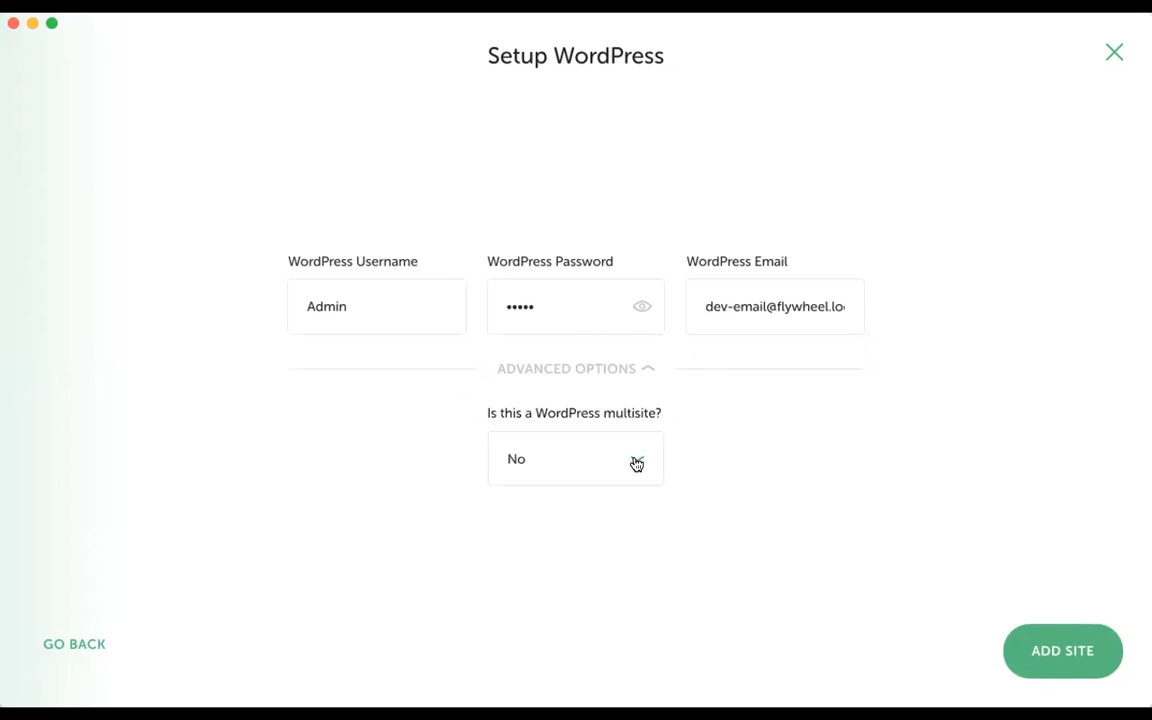 Setup WordPress
WordPress Username
WordPress Password
WordPress Email
Admin
•••••
dev-email@flywheel.lo
ADVANCED OPTIONS
Is this a WordPress multisite?
No
GO BACK
ADD SITE